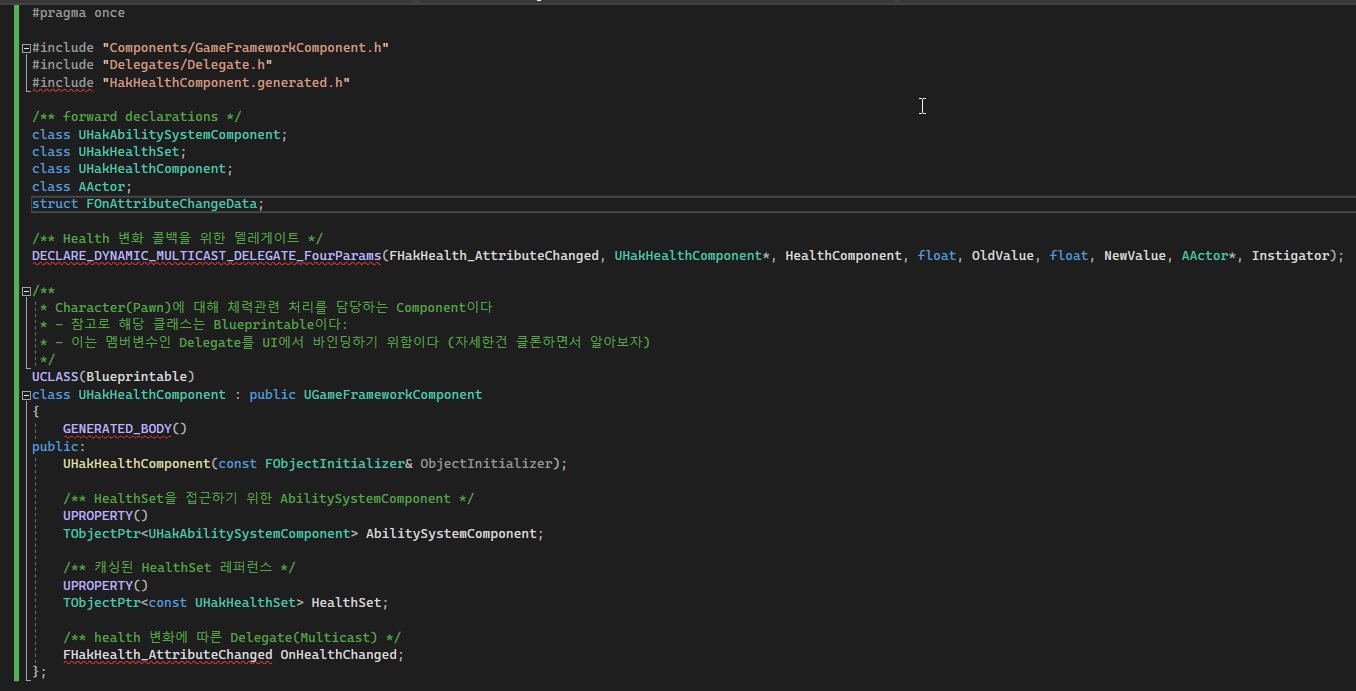 #pragma once
#include "Components/GameFrameworkComponent.h"
#include "Delegates/Delegate.h"
#include "HakHealthComponent.generated.h"
/** forward declarations */
class UHakAbilitySystemComponent;
class UHakHealthSet;
class UHakHealthComponent;
class AActor;
struct FOnAttributeChangeData;
/** Health 변화 콜백을 위한 델레게이트 */
DECLARE_DYNAMIC_MULTICAST_DELEGATE_FourParams(FHakHealth_AttributeChanged, UHakHealthComponent*, HealthComponent, float, OldValue, float, NewValue, AActor*, Instigator);
/**
* Character(Pawn)에 대해 체력관련 처리를 담당하는 Component이다
* - 참고로 해당 클래스는 Blueprintable이다:
* - 이는 멤버변수인 Delegate를 UI에서 바인딩하기 위함이다 (자세한건 클론하면서 알아보자)
*/
UCLASS(Blueprintable)
class UHakHealthComponent : public UGameFrameworkComponent
{
GENERATED_BODY()
public:
UHakHealthComponent(const FObjectInitializer& ObjectInitializer);
/** HealthSet을 접근하기 위한 AbilitySystemComponent */
UPROPERTY()
TObjectPtr<UHakAbilitySystemComponent> AbilitySystemComponent;
/** 캐싱된 HealthSet 레퍼런스 */
UPROPERTY()
TObjectPtr<const UHakHealthSet> HealthSet;
/** health 변화에 따른 Delegate(Multicast) */
FHakHealth_AttributeChanged OnHealthChanged;
};